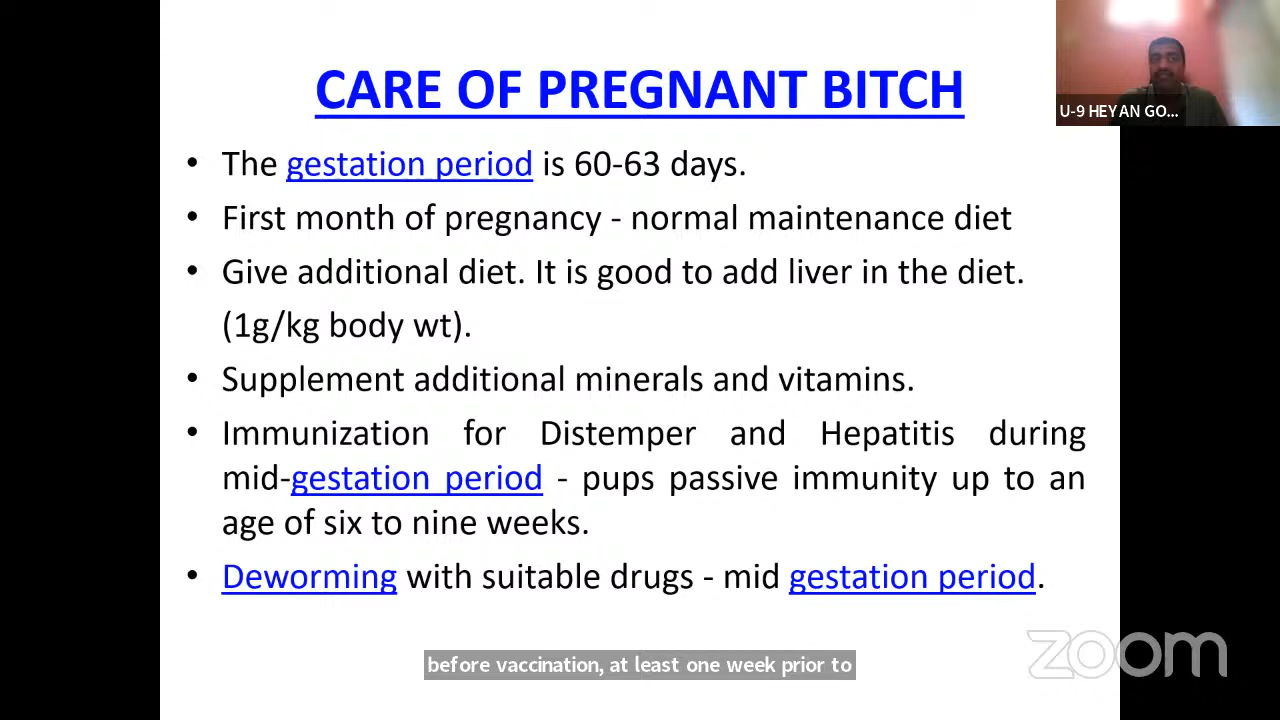 CARE OF PREGNANT BITCH
U-9 HEYAN GO...
• The gestation period is 60-63 days.
• First month of pregnancy - normal maintenance diet
• Give additional diet. It is good to add liver in the diet.
(1g/kg body wt).
• Supplement additional minerals and vitamins.
• Immunization for Distemper and Hepatitis during
mid-gestation period - pups passive immunity up to an
age of six to nine weeks.
• Deworming with suitable drugs - mid gestation period.
before vaccination, at least one week prior to
zoom